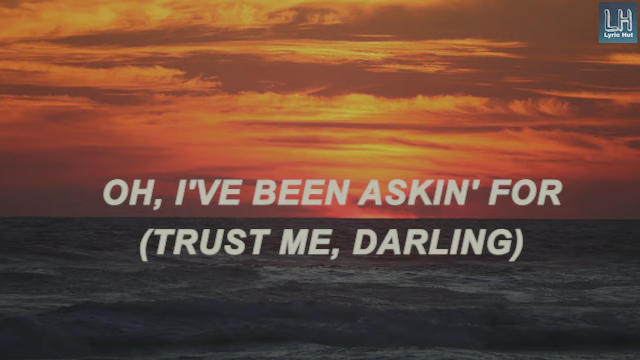 LH
Lyric Hut
OH, I'VE BEEN ASKIN' FOR
(TRUST ME, DARLING)